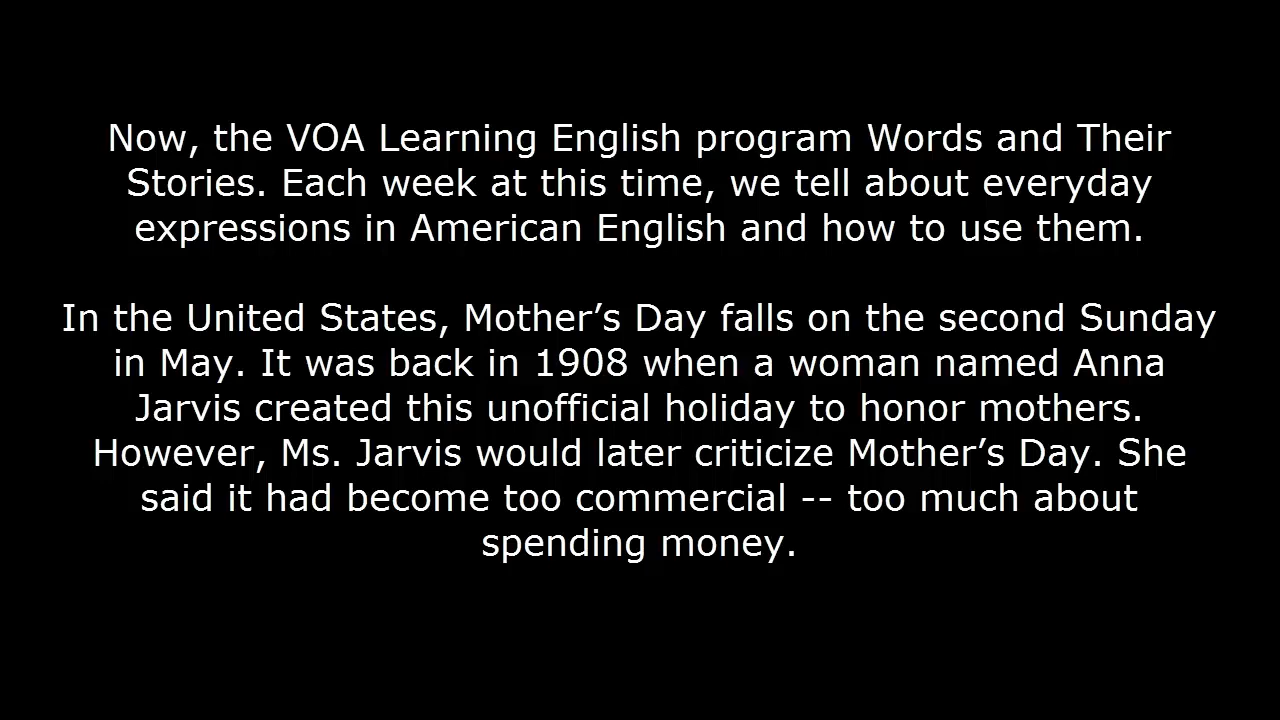 Now, the VOA Learning English program Words and Their
Stories. Each week at this time, we tell about everyday
expressions in American English and how to use them.
In the United States, Mother’s Day falls on the second Sunday
in May. It was back in 1908 when a woman named Anna
Jarvis created this unofficial holiday to honor mothers.
However, Ms. Jarvis would later criticize Mother’s Day. She
said it had become too commercial -- too much about
spending money.